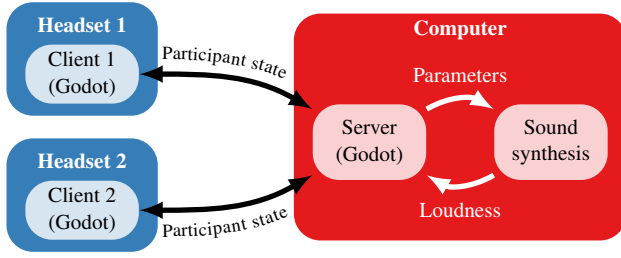 Headset 1
Client 1
(Godot)
Participant state
Headset 2
Client 2
(Godot)
Participant state
Computer
Parameters
Server
(Godot)
Sound
synthesis
Loudness